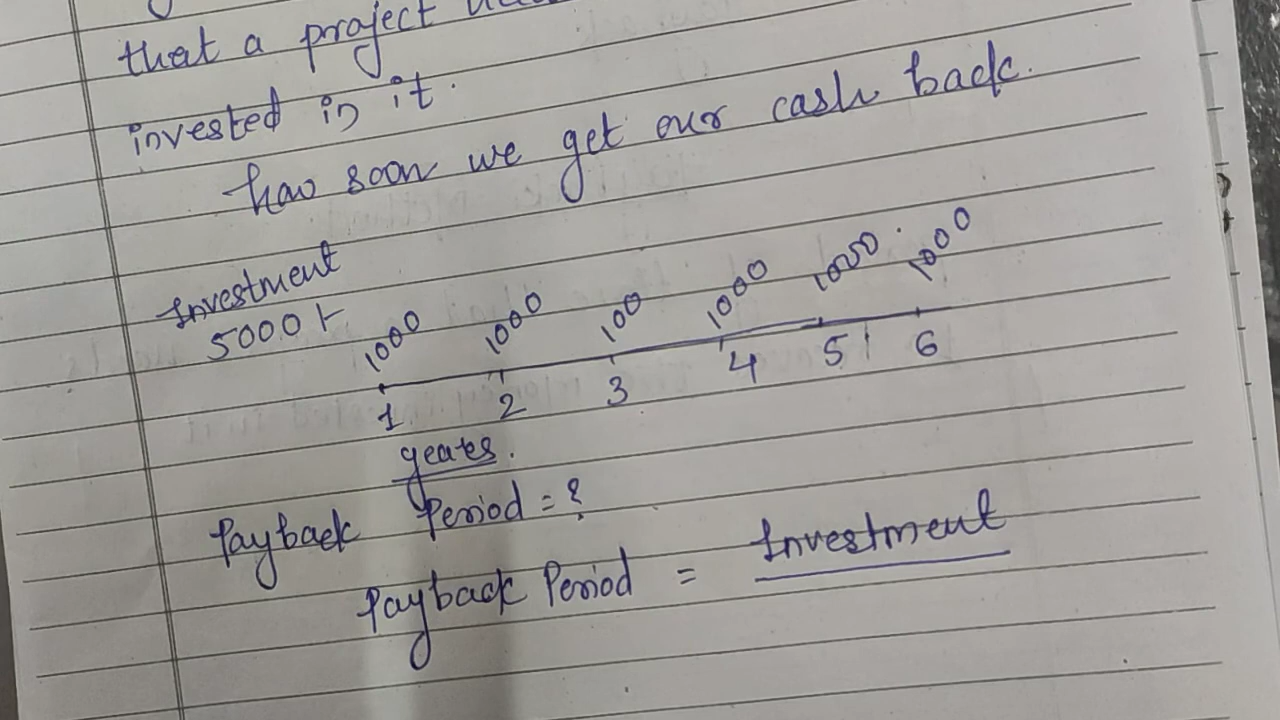 that a project
invested in it.
how soon we get our cash back.
Investment
5000/-
1000 1000 100 1000 1000. 1000
1 2 3 4 5 6
years.
Payback Period = ?
Payback Period = Investment